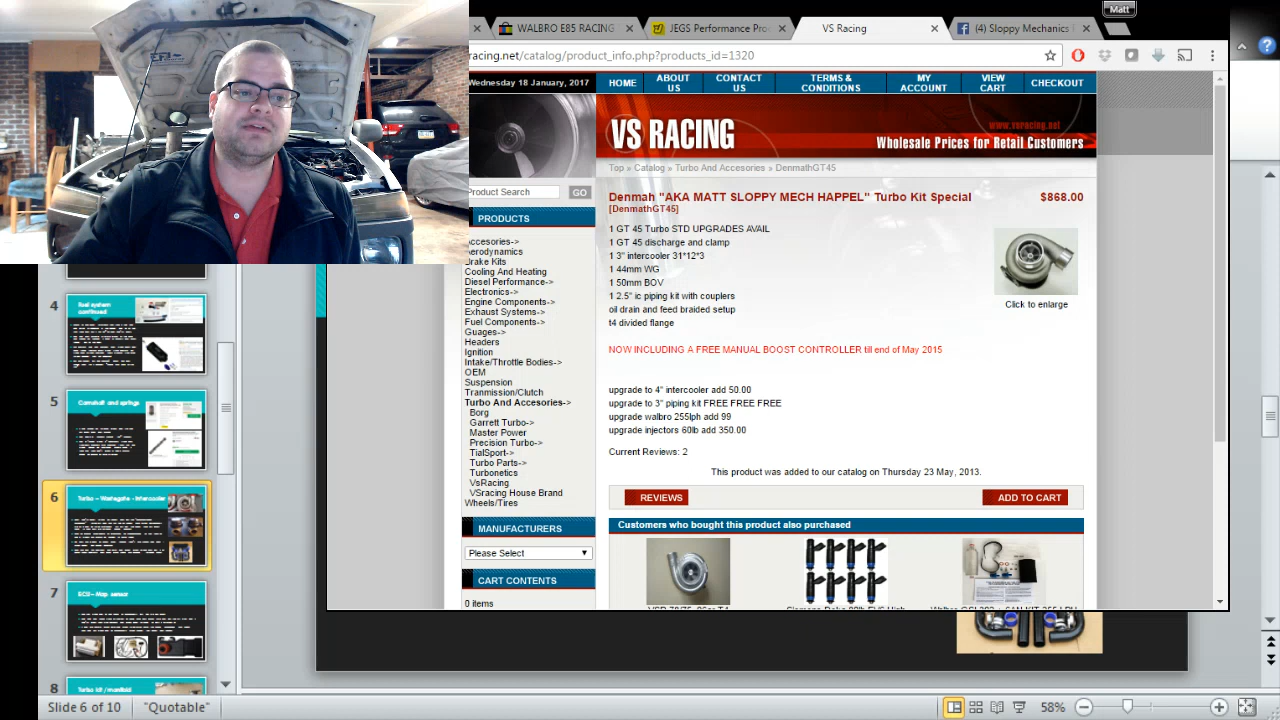 Matt
WALBRO E85 RACING
JEGS Performance Pro
VS Racing
(4) Sloppy Mechanics
racing.net/catalog/product_info.php?products_id=1320
Wednesday 18 January, 2017
HOME
ABOUT US
CONTACT US
TERMS & CONDITIONS
MY ACCOUNT
VIEW CART
CHECKOUT
www.vsracing.net
VS RACING
Wholesale Prices for Retail Customers
Top » Catalog » Turbo And Accesories » DenmathGT45
Product Search
GO
PRODUCTS
Accesories->
Aerodynamics
Brake Kits
Cooling And Heating
Diesel Performance->
Electronics->
Engine Components->
Exhaust Systems->
Fuel Components->
Guages->
Headers
Ignition
Intake/Throttle Bodies->
OEM
Suspension
Tranmission/Clutch
Turbo And Accesories->
Borg
Garrett Turbo->
Master Power
Precision Turbo->
TialSport->
Turbo Parts->
Turbonetics
VsRacing
VSracing House Brand
Wheels/Tires
MANUFACTURERS
Please Select
CART CONTENTS
0 items
Denmah "AKA MATT SLOPPY MECH HAPPEL" Turbo Kit Special
$868.00
[DenmathGT45]
1 GT 45 Turbo STD UPGRADES AVAIL
1 GT 45 discharge and clamp
1 3" intercooler 31*12*3
1 44mm WG
1 50mm BOV
1 2.5" ic piping kit with couplers
oil drain and feed braided setup
t4 divided flange
Click to enlarge
NOW INCLUDING A FREE MANUAL BOOST CONTROLLER till end of May 2015
upgrade to 4" intercooler add 50.00
upgrade to 3" piping kit FREE FREE FREE
upgrade walbro 255lph add 99
upgrade injectors 60lb add 350.00
Current Reviews: 2
This product was added to our catalog on Thursday 23 May, 2013.
REVIEWS
ADD TO CART
Customers who bought this product also purchased
4
Fuel system continued
5
Camshaft and springs
6
Turbo – Wastegate - Intercooler
7
ECU – Map sensor
8
Turbo kit / manifold
Slide 6 of 10
"Quotable"
58%